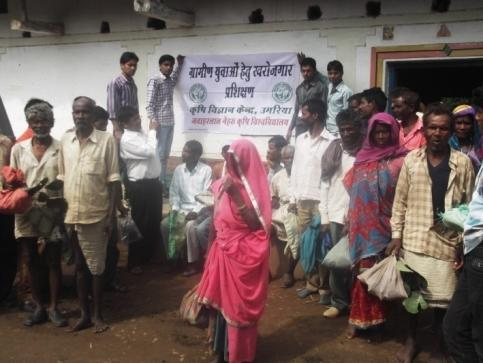 ग्रामीण युवाओं हेतु स्वरोजगार
प्रशिक्षण
कृषि विज्ञान केन्द्र, उमरिया
जवाहरलाल नेहरू कृषि विश्वविद्यालय